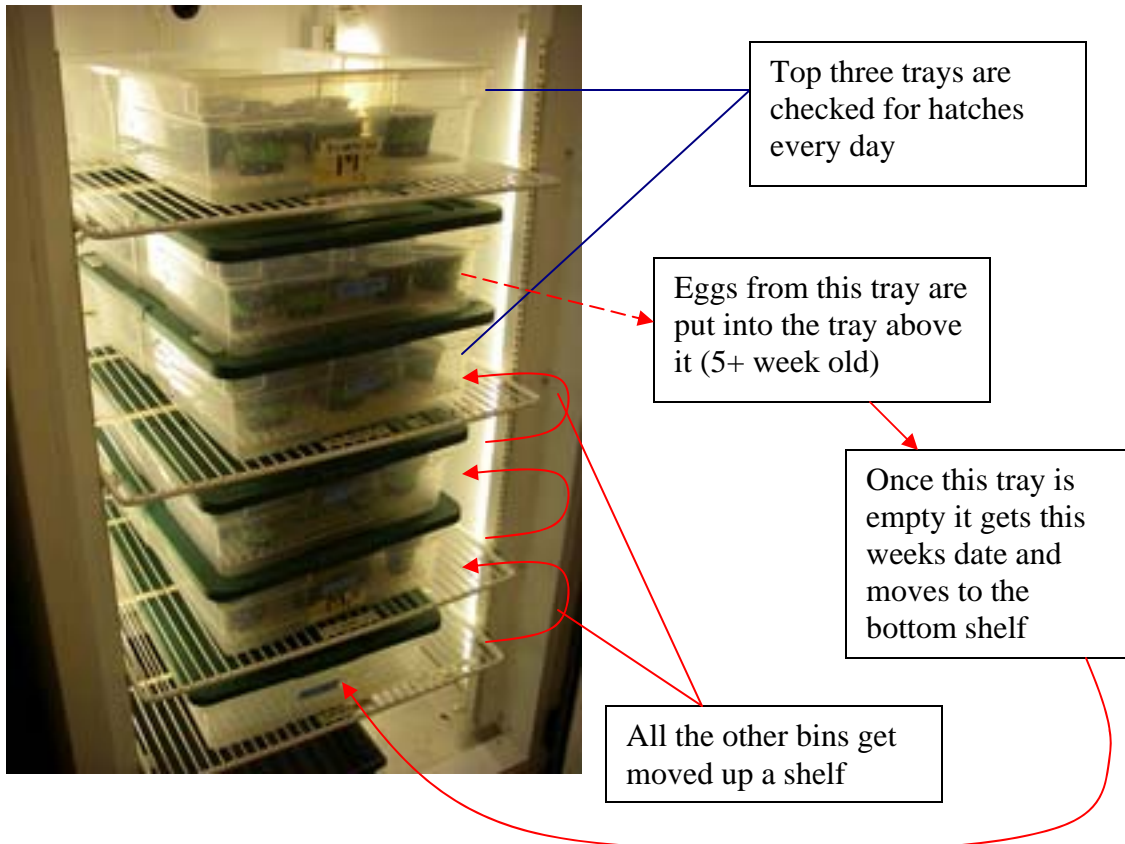 Top three trays are
checked for hatches
every day
Eggs from this tray are
put into the tray above
it (5+ week old)
Once this tray is
empty it gets this
weeks date and
moves to the
bottom shelf
All the other bins get
moved up a shelf